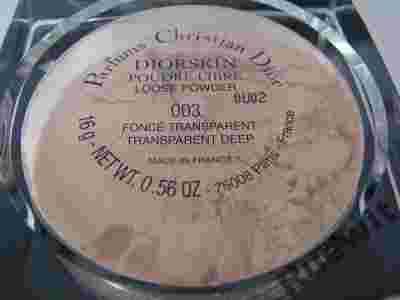 Parfums Christian Dior
DIORSKIN
POUDRE LIBRE
LOOSE POWDER
0U02
003.
FONCE TRANSPARENT
TRANSPARENT DEEP
MADE IN FRANCE
16 g - NET WT. 0.56 OZ - 75008 Paris - France